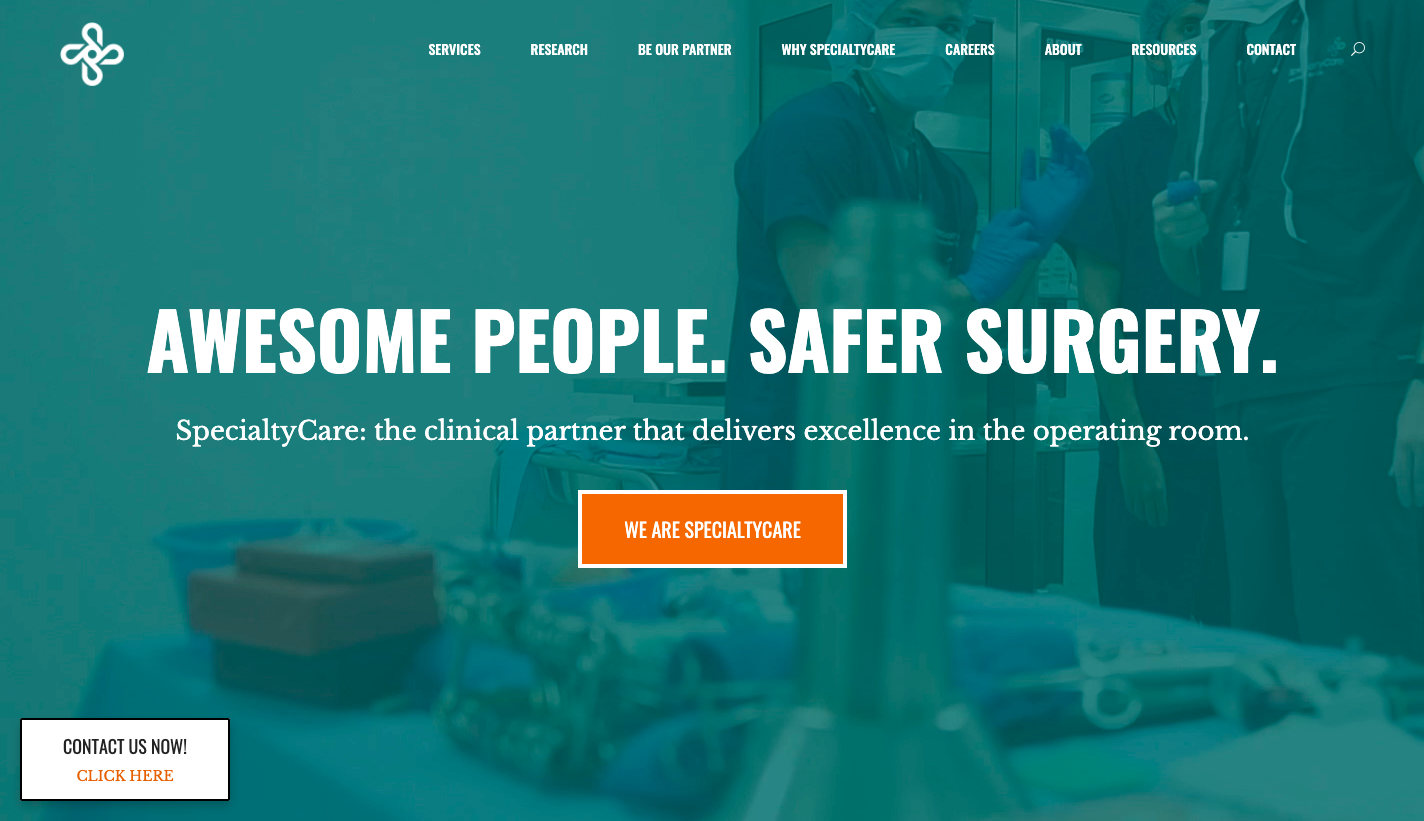 SERVICES RESEARCH BE OUR PARTNER WHY SPECIALTYCARE CAREERS ABOUT RESOURCES CONTACT
AWESOME PEOPLE. SAFER SURGERY.
SpecialtyCare: the clinical partner that delivers excellence in the operating room.
WE ARE SPECIALTYCARE
CONTACT US NOW!
CLICK HERE